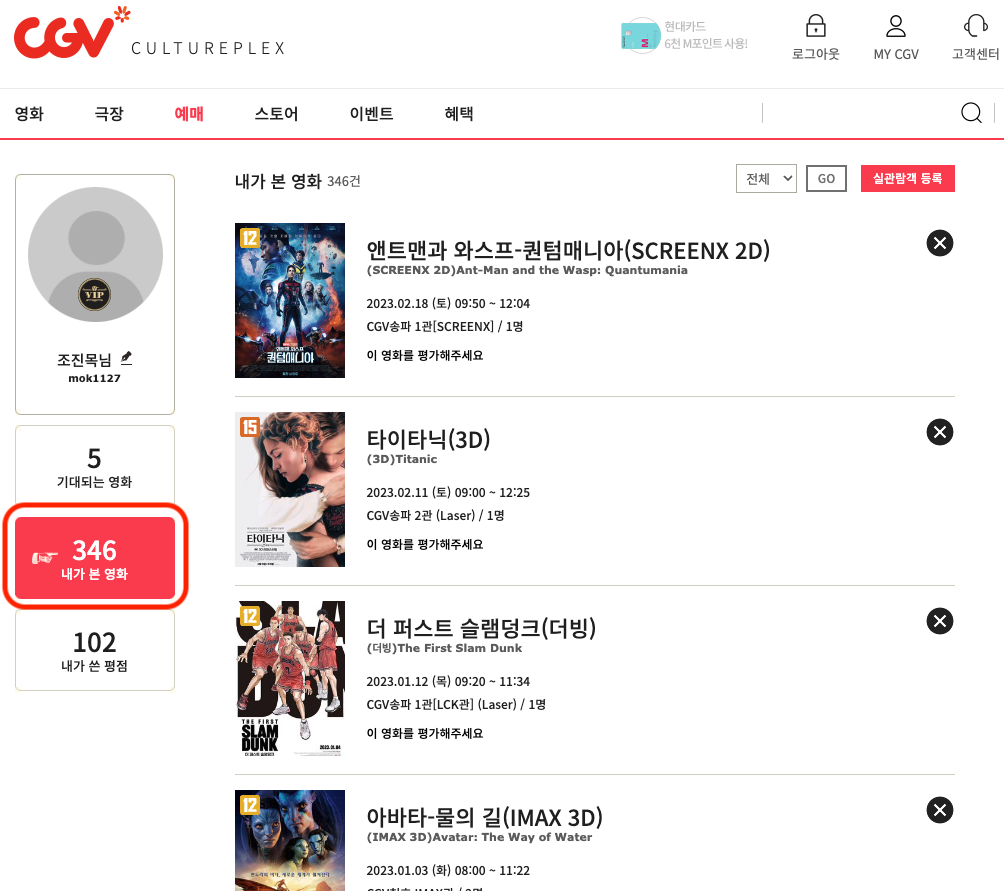 CGV
CULTUREPLEX
현대카드
6천 M포인트 사용!
로그아웃
MY CGV
고객센터
영화
극장
예매
스토어
이벤트
혜택
VIP
조진목님
mok1127
5
기대되는 영화
346
내가 본 영화
102
내가 쓴 평점
내가 본 영화 346건
전체
GO
실관람객 등록
12
퀀텀매니아
앤트맨과 와스프-퀀텀매니아(SCREENX 2D)
(SCREENX 2D)Ant-Man and the Wasp: Quantumania
2023.02.18 (토) 09:50 ~ 12:04
CGV송파 1관[SCREENX] / 1명
이 영화를 평가해주세요
15
타이타닉
타이타닉(3D)
(3D)Titanic
2023.02.11 (토) 09:00 ~ 12:25
CGV송파 2관 (Laser) / 1명
이 영화를 평가해주세요
12
THE FIRST
SLAM
DUNK
2023.01.04
더 퍼스트 슬램덩크(더빙)
(더빙)The First Slam Dunk
2023.01.12 (목) 09:20 ~ 11:34
CGV송파 1관[LCK관] (Laser) / 1명
이 영화를 평가해주세요
12
아바타-물의 길(IMAX 3D)
(IMAX 3D)Avatar: The Way of Water
2023.01.03 (화) 08:00 ~ 11:22